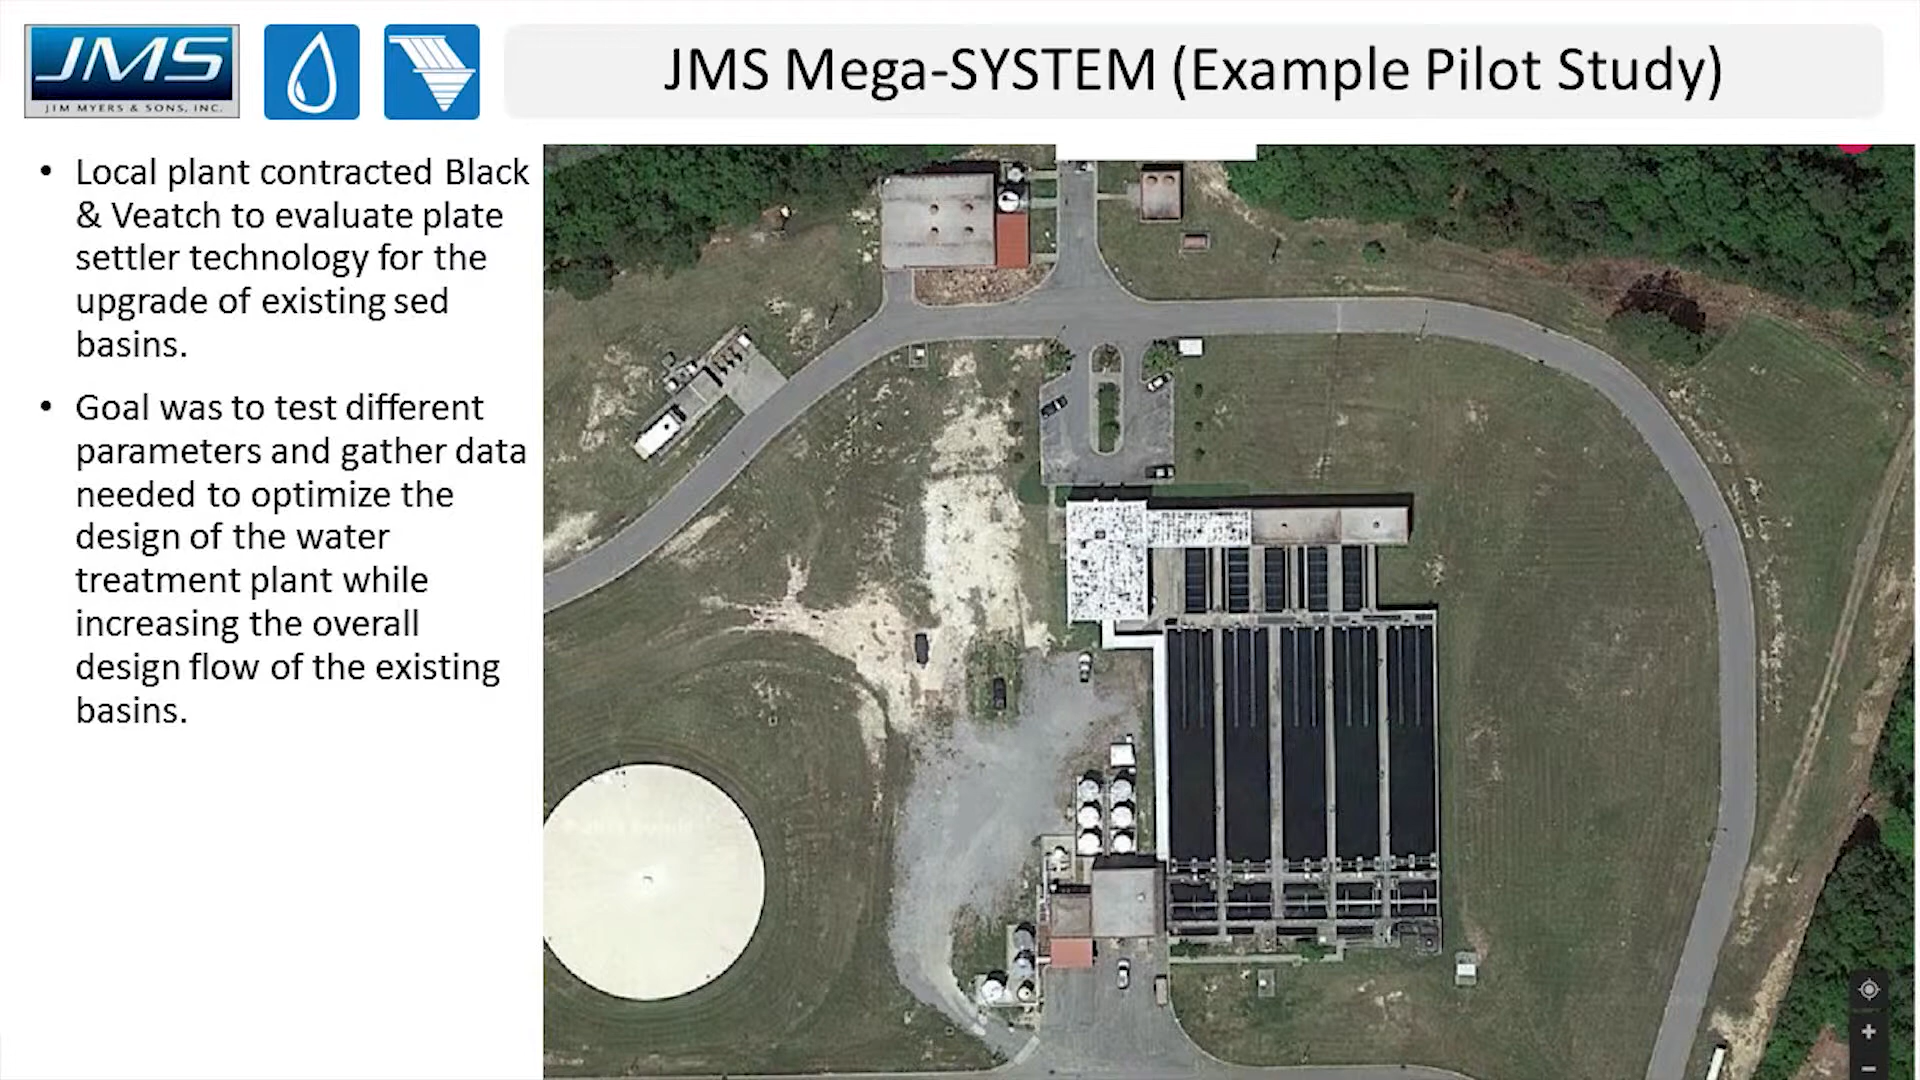 JMS
JIM MYERS & SONS, INC.
JMS Mega-SYSTEM (Example Pilot Study)
• Local plant contracted Black
& Veatch to evaluate plate
settler technology for the
upgrade of existing sed
basins.
• Goal was to test different
parameters and gather data
needed to optimize the
design of the water
treatment plant while
increasing the overall
design flow of the existing
basins.